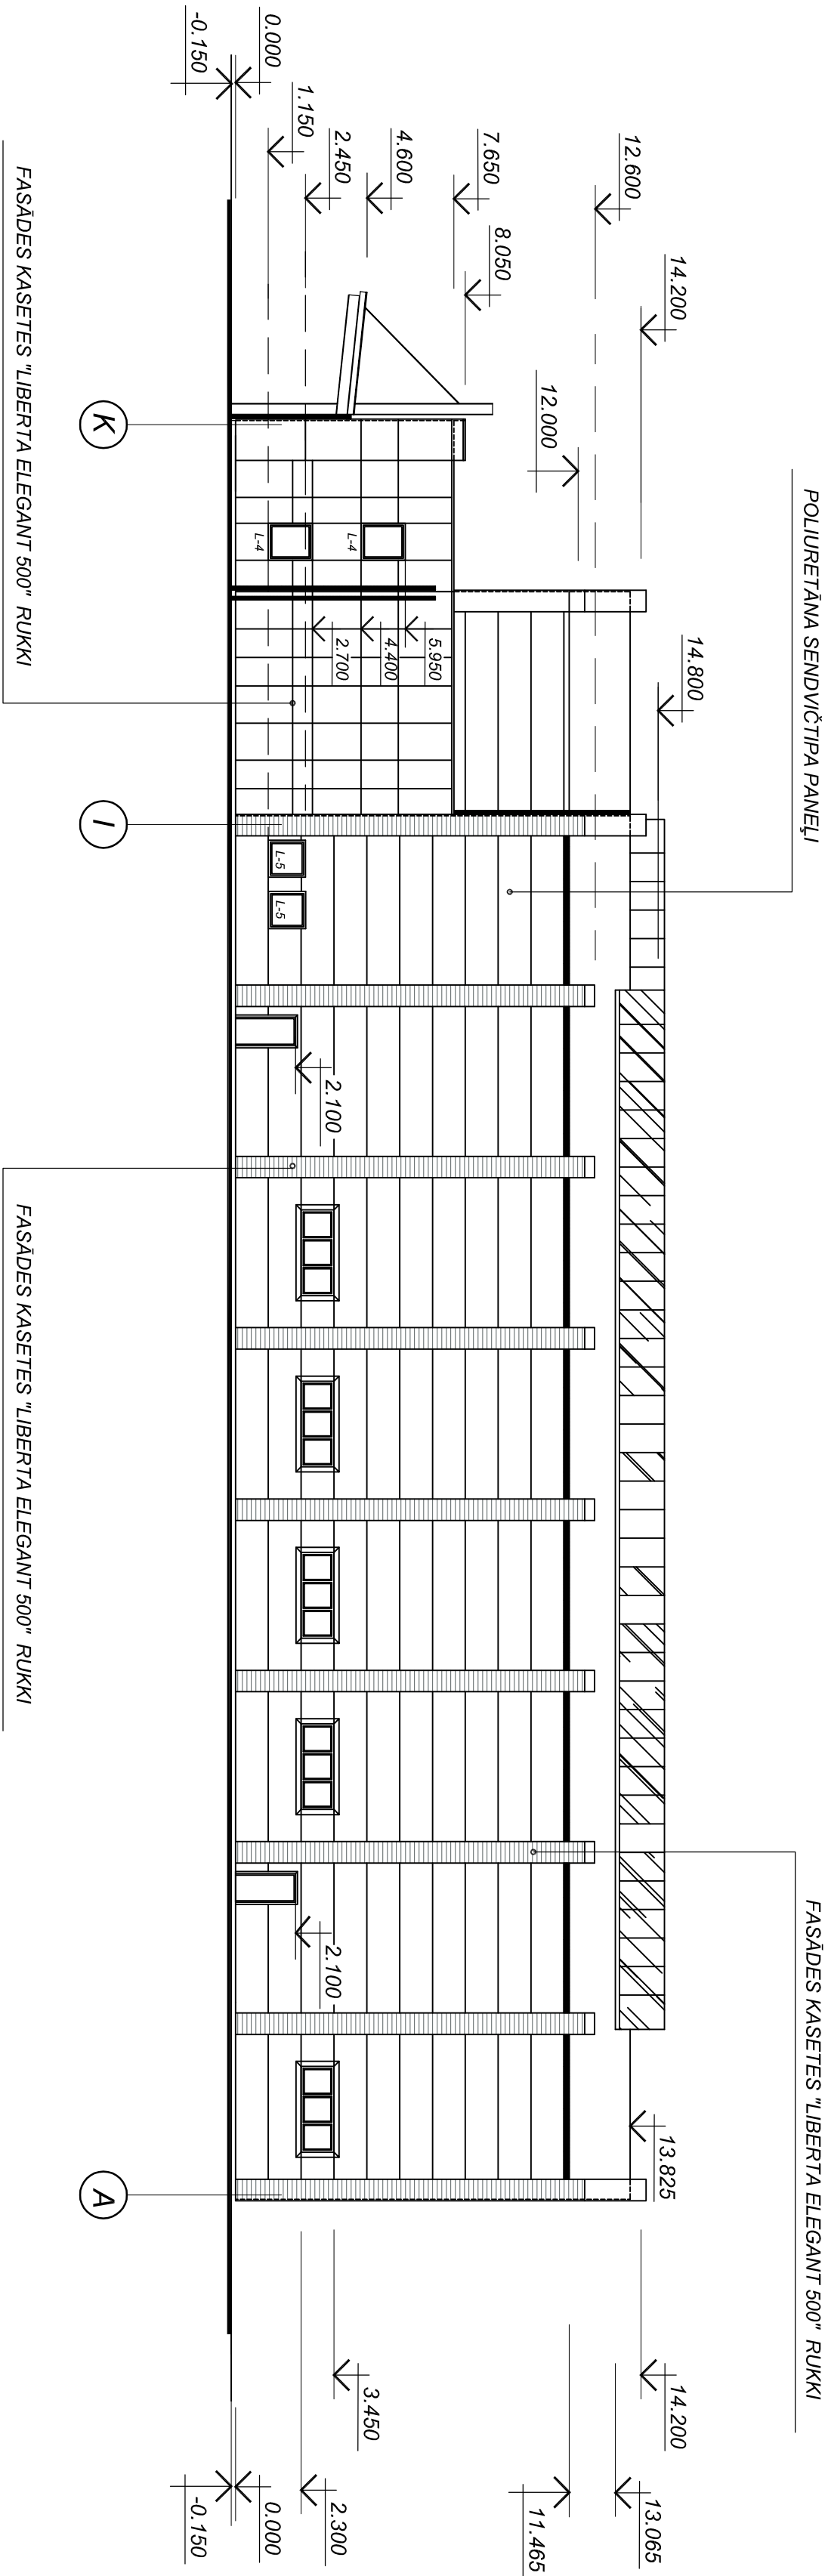 POLIURETĀNA SENDVIČTIPA PANEĻI
FASĀDES KASETES "LIBERTA ELEGANT 500" RUKKI
14.200
12.600
7.650
4.600
2.450
1.150
0.000
-0.150
8.050
12.000
14.800
5.950
4.400
2.700
L-4
L-4
L-5
L-5
2.100
2.100
13.825
14.200
13.065
11.465
3.450
2.300
0.000
-0.150
K
I
A
FASĀDES KASETES "LIBERTA ELEGANT 500" RUKKI
FASĀDES KASETES "LIBERTA ELEGANT 500" RUKKI